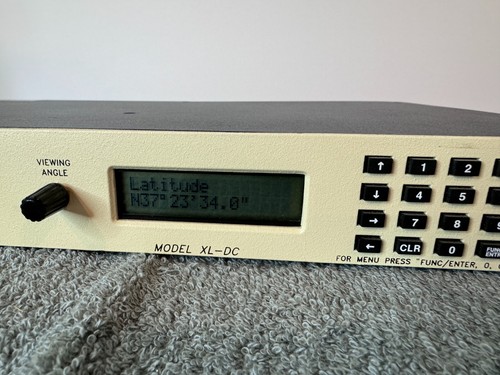 VIEWING
ANGLE
Latitude
N37°23'34.0"
MODEL XL-DC
↑ 1 2
↓ 4 5
→ 7 8
← CLR 0
FOR MENU PRESS "FUNC/ENTER, 0,